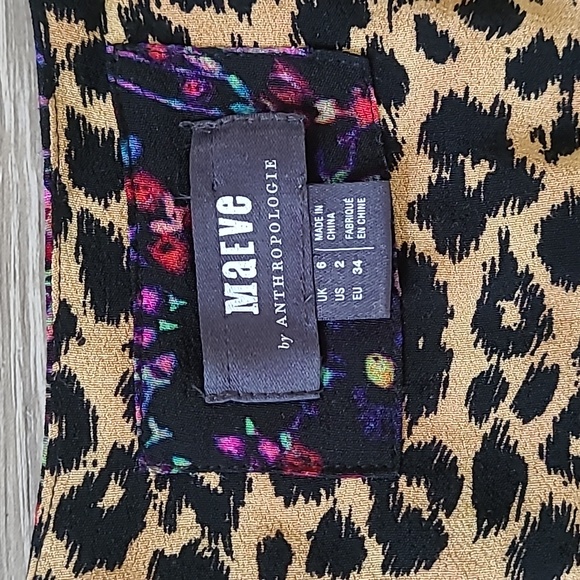 MaEVE
by ANTHROPOLOGIE
UK 6
US 2
EU 34
MADE IN
CHINA
FABRIQUÉ
EN CHINE